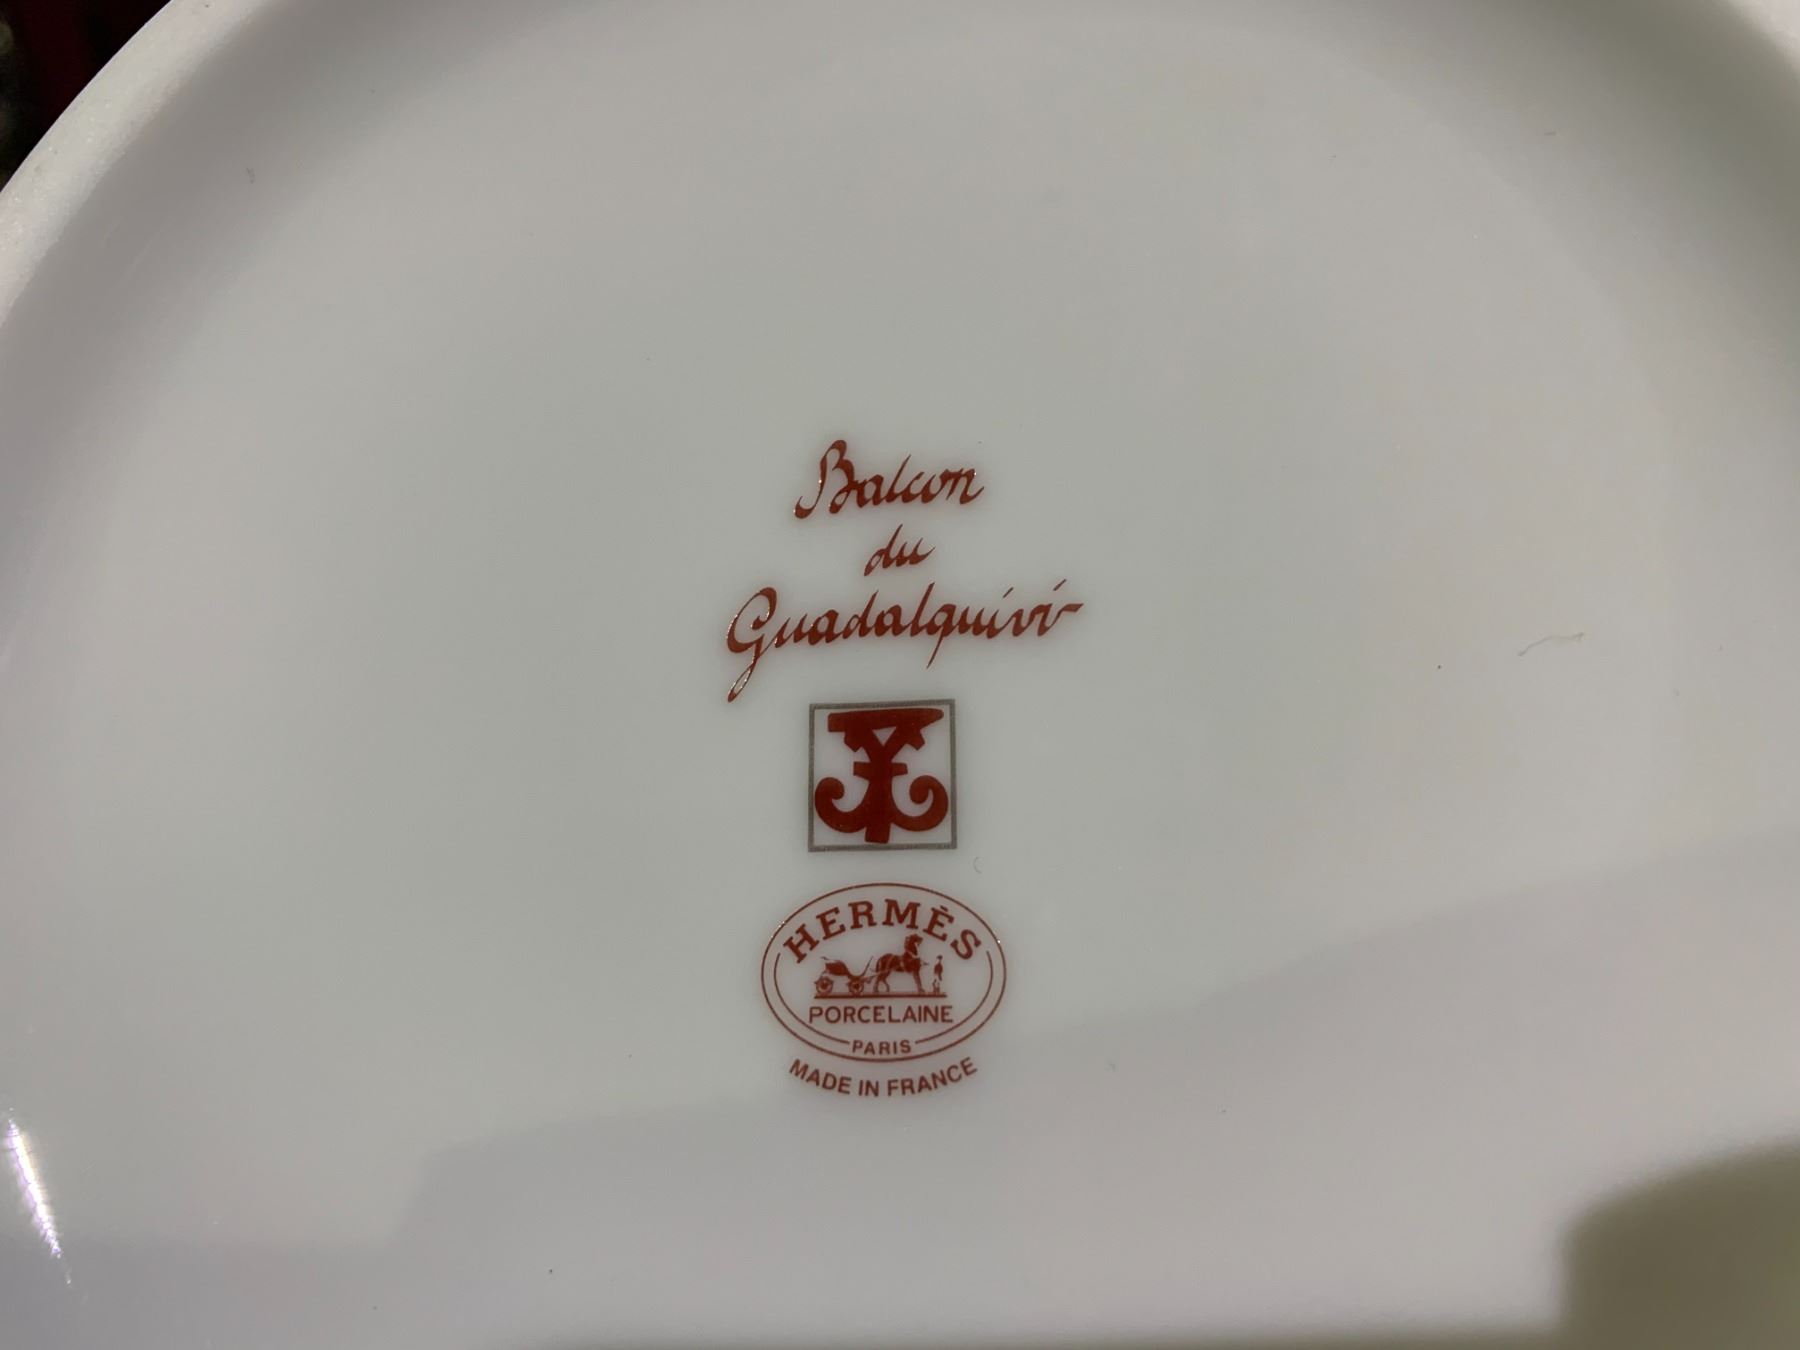 Balcon
du
Guadalquivir
HERMÈS
PORCELAINE
PARIS
MADE IN FRANCE